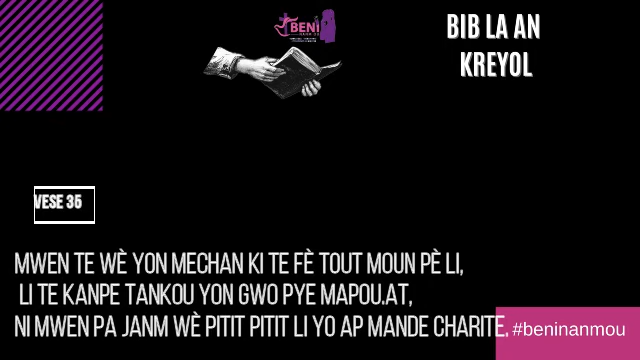 BENI
BIB LA AN
KREYOL
VESE 35
MWEN TE WÈ YON MECHAN KI TE FÈ TOUT MOUN PÈ LI,
LI TE KANPE TANKOU YON GWO PYE MAPOU.AT,
NI MWEN PA JANM WÈ PITIT PITIT LI YO AP MANDE CHARITE.
#beninanmou